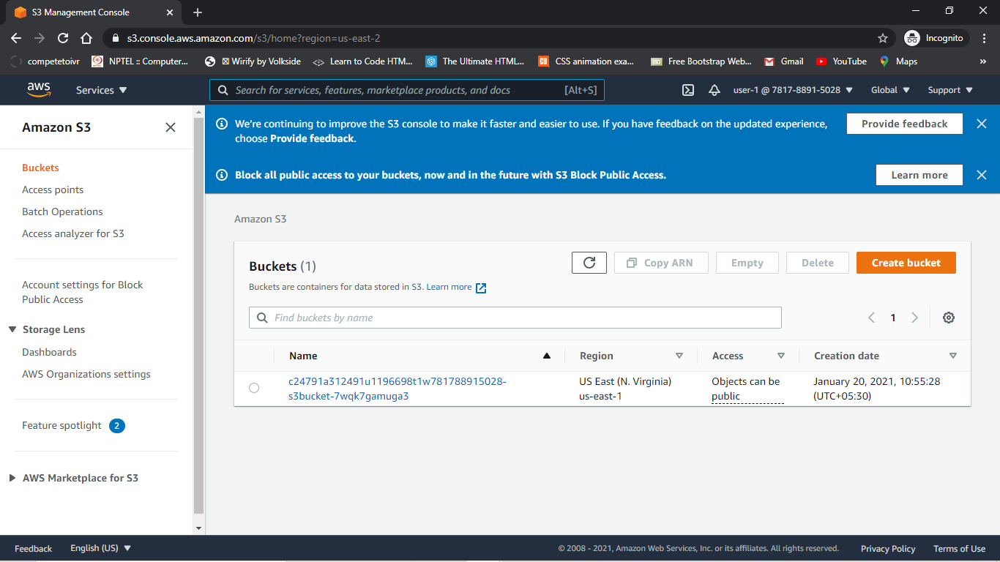 S3 Management Console
s3.console.aws.amazon.com/s3/home?region=us-east-2
Incognito
competetoivr
NPTEL :: Computer...
Wirify by Volkside
Learn to Code HTM...
The Ultimate HTML...
CSS animation exa...
Free Bootstrap Web...
Gmail
YouTube
Maps
»
aws
Services
Search for services, features, marketplace products, and docs
[Alt+S]
user-1 @ 7817-8891-5028
Global
Support
Amazon S3
Buckets
Access points
Batch Operations
Access analyzer for S3
Account settings for Block
Public Access
Storage Lens
Dashboards
AWS Organizations settings
Feature spotlight 2
AWS Marketplace for S3
We're continuing to improve the S3 console to make it faster and easier to use. If you have feedback on the updated experience,
choose Provide feedback.
Provide feedback
Block all public access to your buckets, now and in the future with S3 Block Public Access.
Learn more
Amazon S3
Buckets (1)
Copy ARN
Empty
Delete
Create bucket
Buckets are containers for data stored in S3. Learn more
Find buckets by name
1
Name
Region
Access
Creation date
c24791a312491u1196698t1w781788915028-
s3bucket-7wqk7gamuga3
US East (N. Virginia)
us-east-1
Objects can be
public
January 20, 2021, 10:55:28
(UTC+05:30)
Feedback
English (US)
© 2008 - 2021, Amazon Web Services, Inc. or its affiliates. All rights reserved.
Privacy Policy
Terms of Use